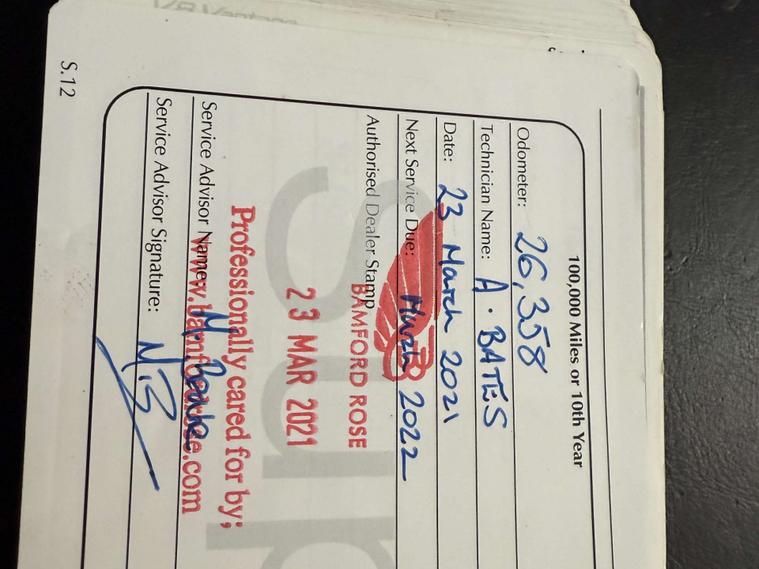 100,000 Miles or 10th Year
Odometer: 26,358
Technician Name: A. BATES
Date: 23 March 2021
Next Service Due: March 2022
Authorised Dealer Stamp
BAMFORD ROSE
23 MAR 2021
Professionally cared for by;
Service Advisor Name: M
www.bamfordrose.com
Service Advisor Signature: MB
S.12